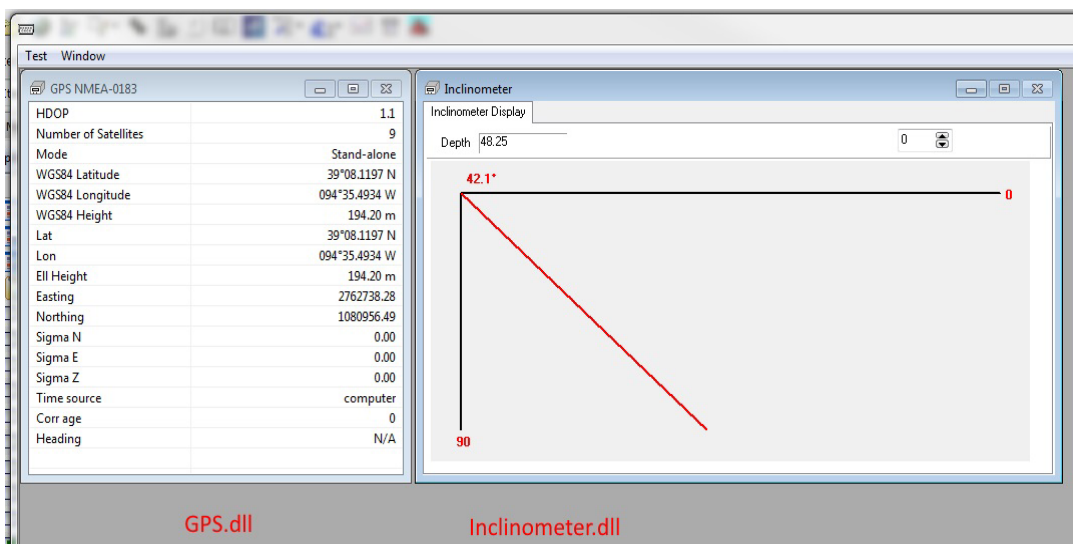 Test Window
GPS NMEA-0183
HDOP 1.1
Number of Satellites 9
Mode Stand-alone
WGS84 Latitude 39°08.1197 N
WGS84 Longitude 094°35.4934 W
WGS84 Height 194.20 m
Lat 39°08.1197 N
Lon 094°35.4934 W
Ell Height 194.20 m
Easting 2762738.28
Northing 1080956.49
Sigma N 0.00
Sigma E 0.00
Sigma Z 0.00
Time source computer
Corr age 0
Heading N/A
Inclinometer
Inclinometer Display
Depth 48.25 0
42.1°
0
90
GPS.dll
Inclinometer.dll